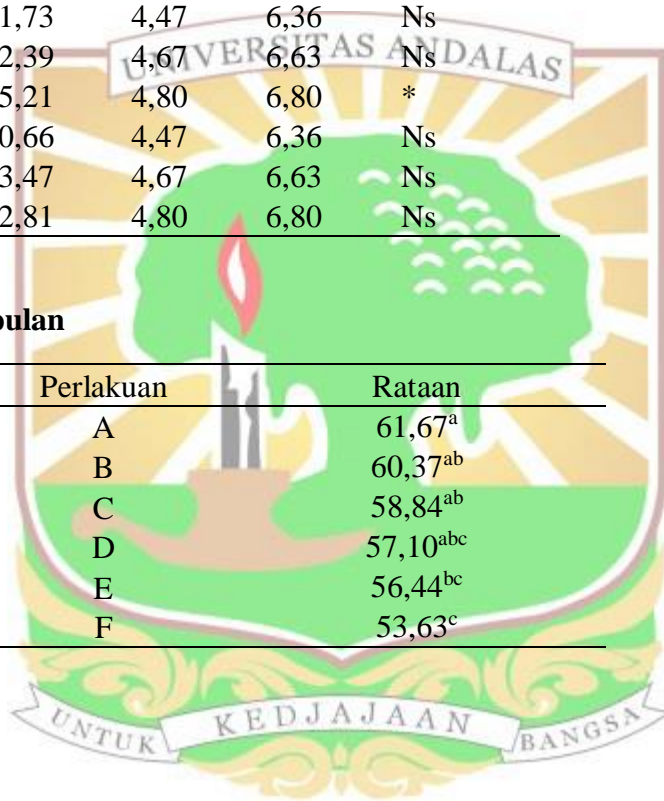 1,73 4,47 6,36 Ns
UNIVERSITAS ANDALAS
2,39 4,67 6,63 Ns
5,21 4,80 6,80 *
0,66 4,47 6,36 Ns
3,47 4,67 6,63 Ns
2,81 4,80 6,80 Ns
Perlakuan Rataan
A 61,67ᵃ
B 60,37ᵃᵇ
C 58,84ᵃᵇ
D 57,10ᵃᵇᶜ
E 56,44ᵇᶜ
F 53,63ᶜ
UNTUK KEDJAJAAN BANGSA